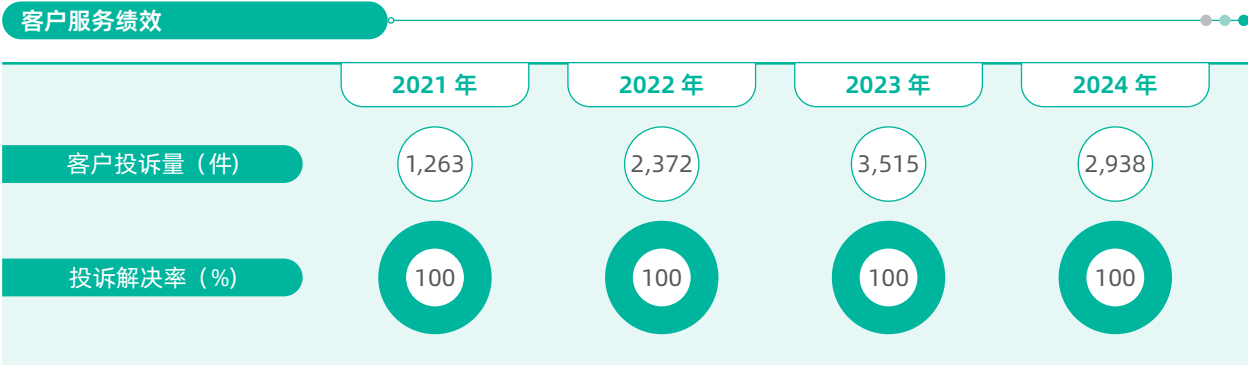 客户服务绩效
2021 年 2022 年 2023 年 2024 年
客户投诉量（件) 1,263 2,372 3,515 2,938
投诉解决率（%) 100 100 100 100